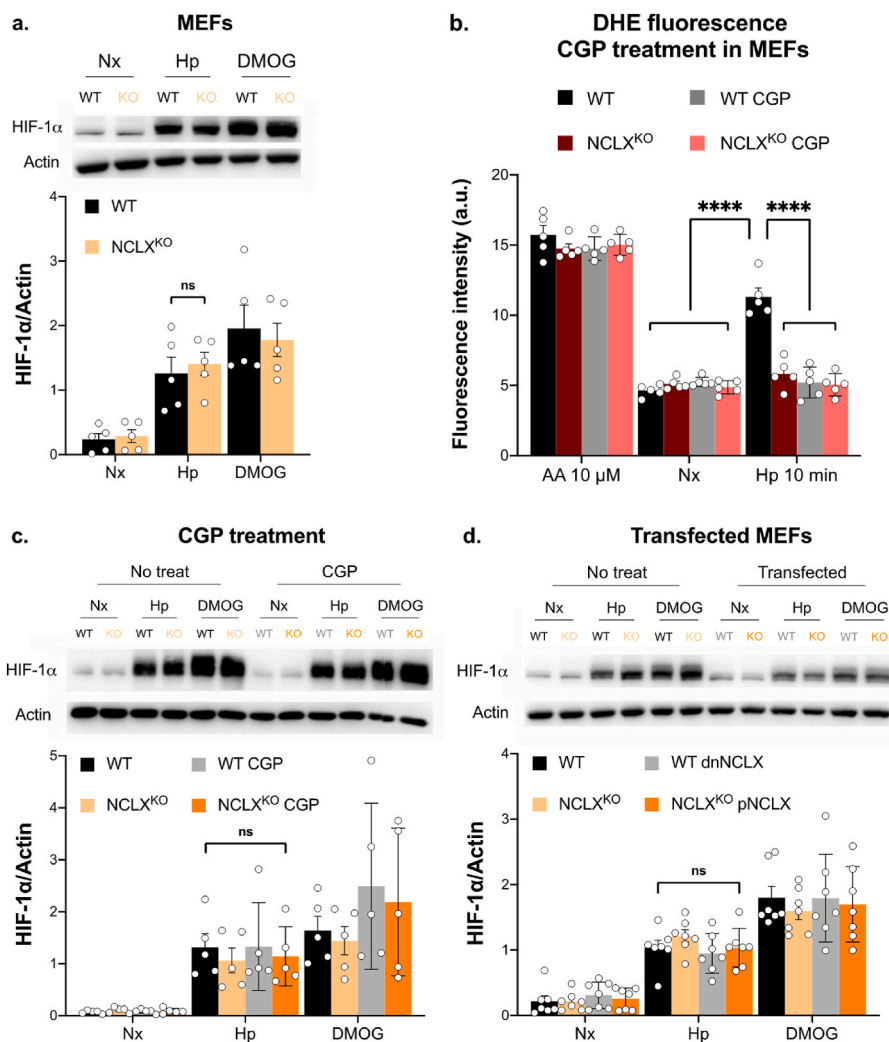 a.
MEFs
Nx Hp DMOG
WT KO WT KO WT KO
HIF-1α
Actin
4
3
2
1
0
HIF-1α/Actin
WT
NCLXKO
ns
Nx Hp DMOG
b.
DHE fluorescence
CGP treatment in MEFs
WT WT CGP
NCLXKO NCLXKO CGP
20
15
10
5
0
Fluorescence intensity (a.u.)
**** ****
AA 10 µM Nx Hp 10 min
c.
CGP treatment
No treat CGP
Nx Hp DMOG Nx Hp DMOG
WT KO WT KO WT KO WT KO WT KO WT KO
HIF-1α
Actin
5
4
3
2
1
0
HIF-1α/Actin
WT WT CGP
NCLXKO NCLXKO CGP
ns
Nx Hp DMOG
d.
Transfected MEFs
No treat Transfected
Nx Hp DMOG Nx Hp DMOG
WT KO WT KO WT KO WT KO WT KO WT KO
HIF-1α
Actin
4
3
2
1
0
HIF-1α/Actin
WT WT dnNCLX
NCLXKO NCLXKO pNCLX
ns
Nx Hp DMOG